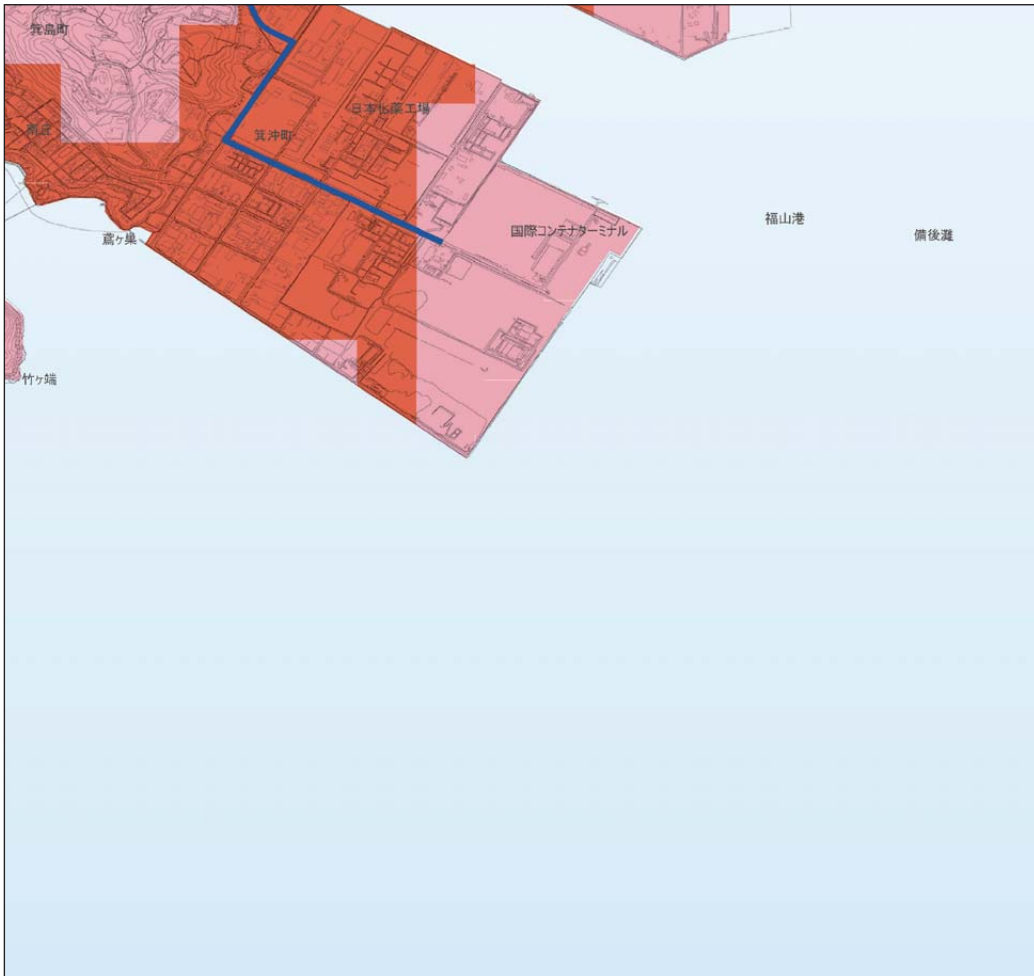 箕島町
日本化薬工場
箕沖町
国際コンテナターミナル
福山港
備後灘
鳶ヶ巣
竹ヶ端